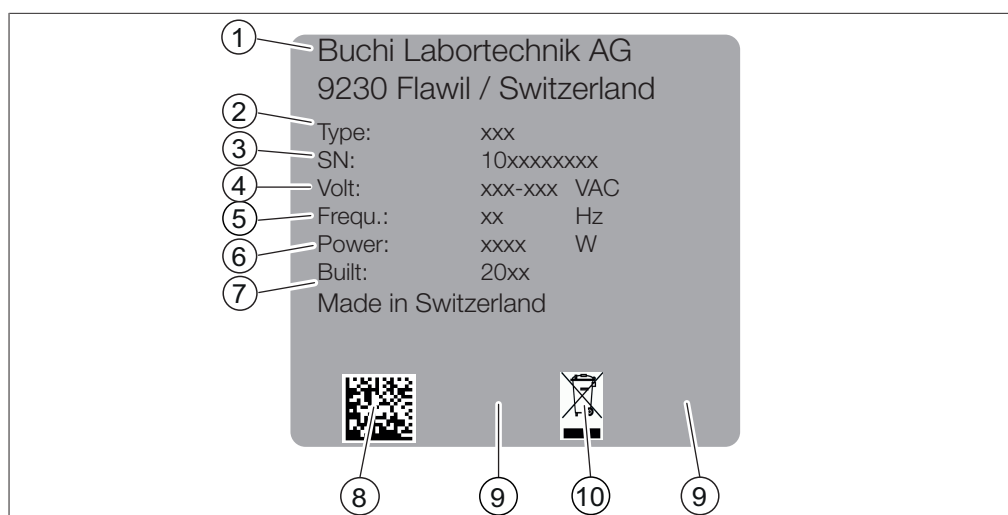 1 Buchi Labortechnik AG
9230 Flawil / Switzerland
2 Type: xxx
3 SN: 10xxxxxxxx
4 Volt: xxx-xxx VAC
5 Frequ.: xx Hz
6 Power: xxxx W
7 Built: 20xx
Made in Switzerland
8 9 10 9